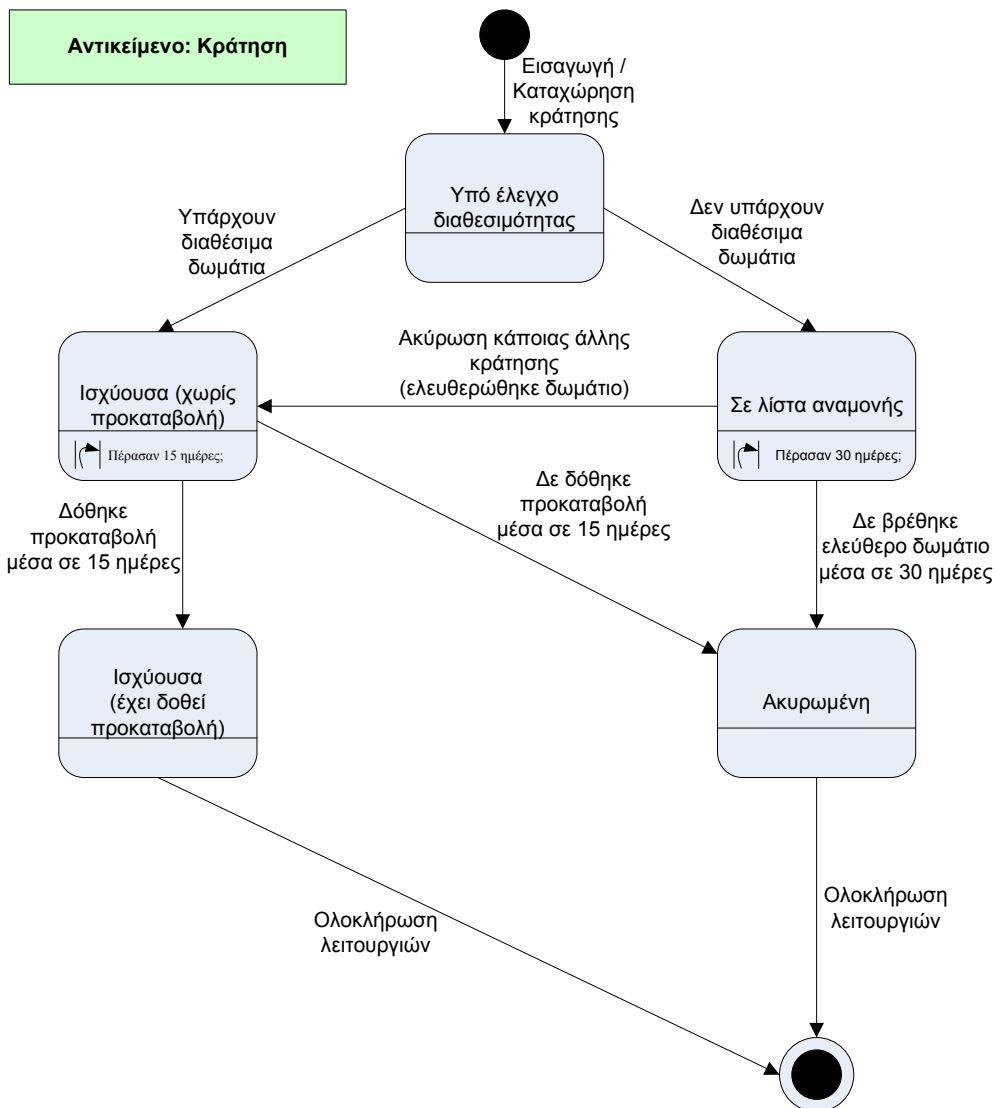 Αντικείμενο: Κράτηση
Εισαγωγή /
Καταχώρηση
κράτησης
Υπό έλεγχο
διαθεσιμότητας
Υπάρχουν
διαθέσιμα
δωμάτια
Δεν υπάρχουν
διαθέσιμα
δωμάτια
Ακύρωση κάποιας άλλης
κράτησης
(ελευθερώθηκε δωμάτιο)
Ισχύουσα (χωρίς
προκαταβολή)
Πέρασαν 15 ημέρες;
Σε λίστα αναμονής
Πέρασαν 30 ημέρες;
Δόθηκε
προκαταβολή
μέσα σε 15 ημέρες
Δε δόθηκε
προκαταβολή
μέσα σε 15 ημέρες
Δε βρέθηκε
ελεύθερο δωμάτιο
μέσα σε 30 ημέρες
Ισχύουσα
(έχει δοθεί
προκαταβολή)
Ακυρωμένη
Ολοκλήρωση
λειτουργιών
Ολοκλήρωση
λειτουργιών